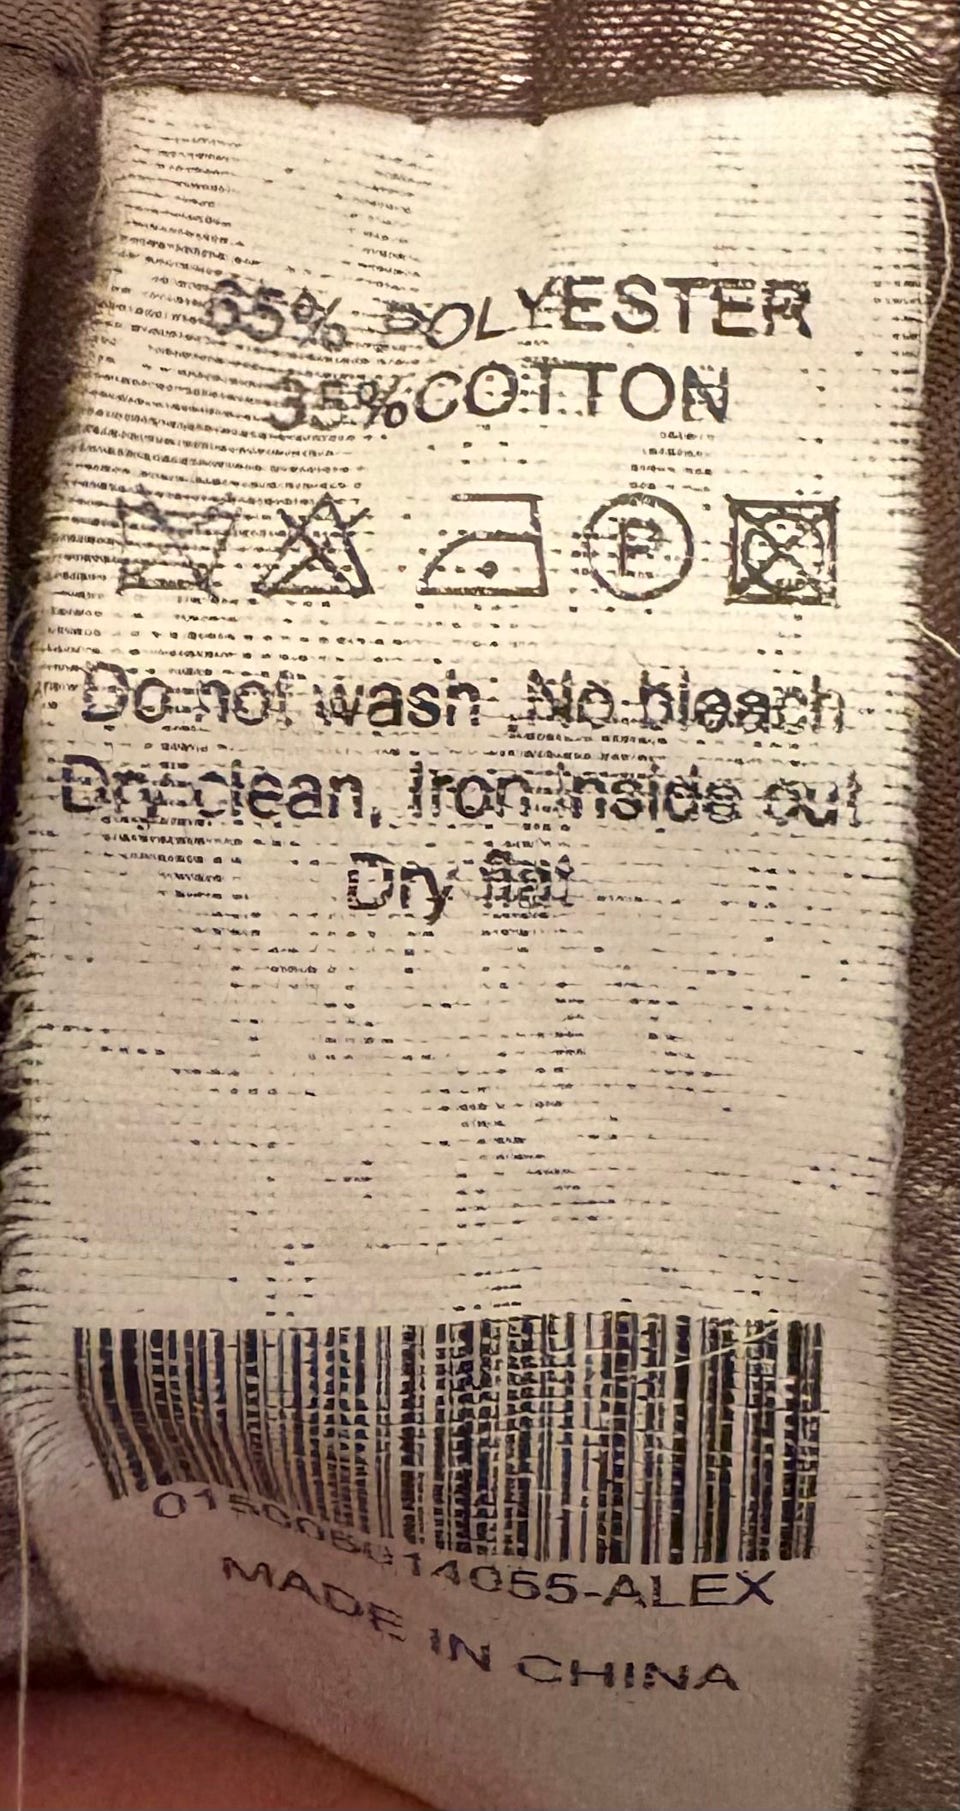 65% POLYESTER
35%COTTON
P
Do not wash No bleach
Dry clean, Iron inside out
Dry flat
MADE IN CHINA